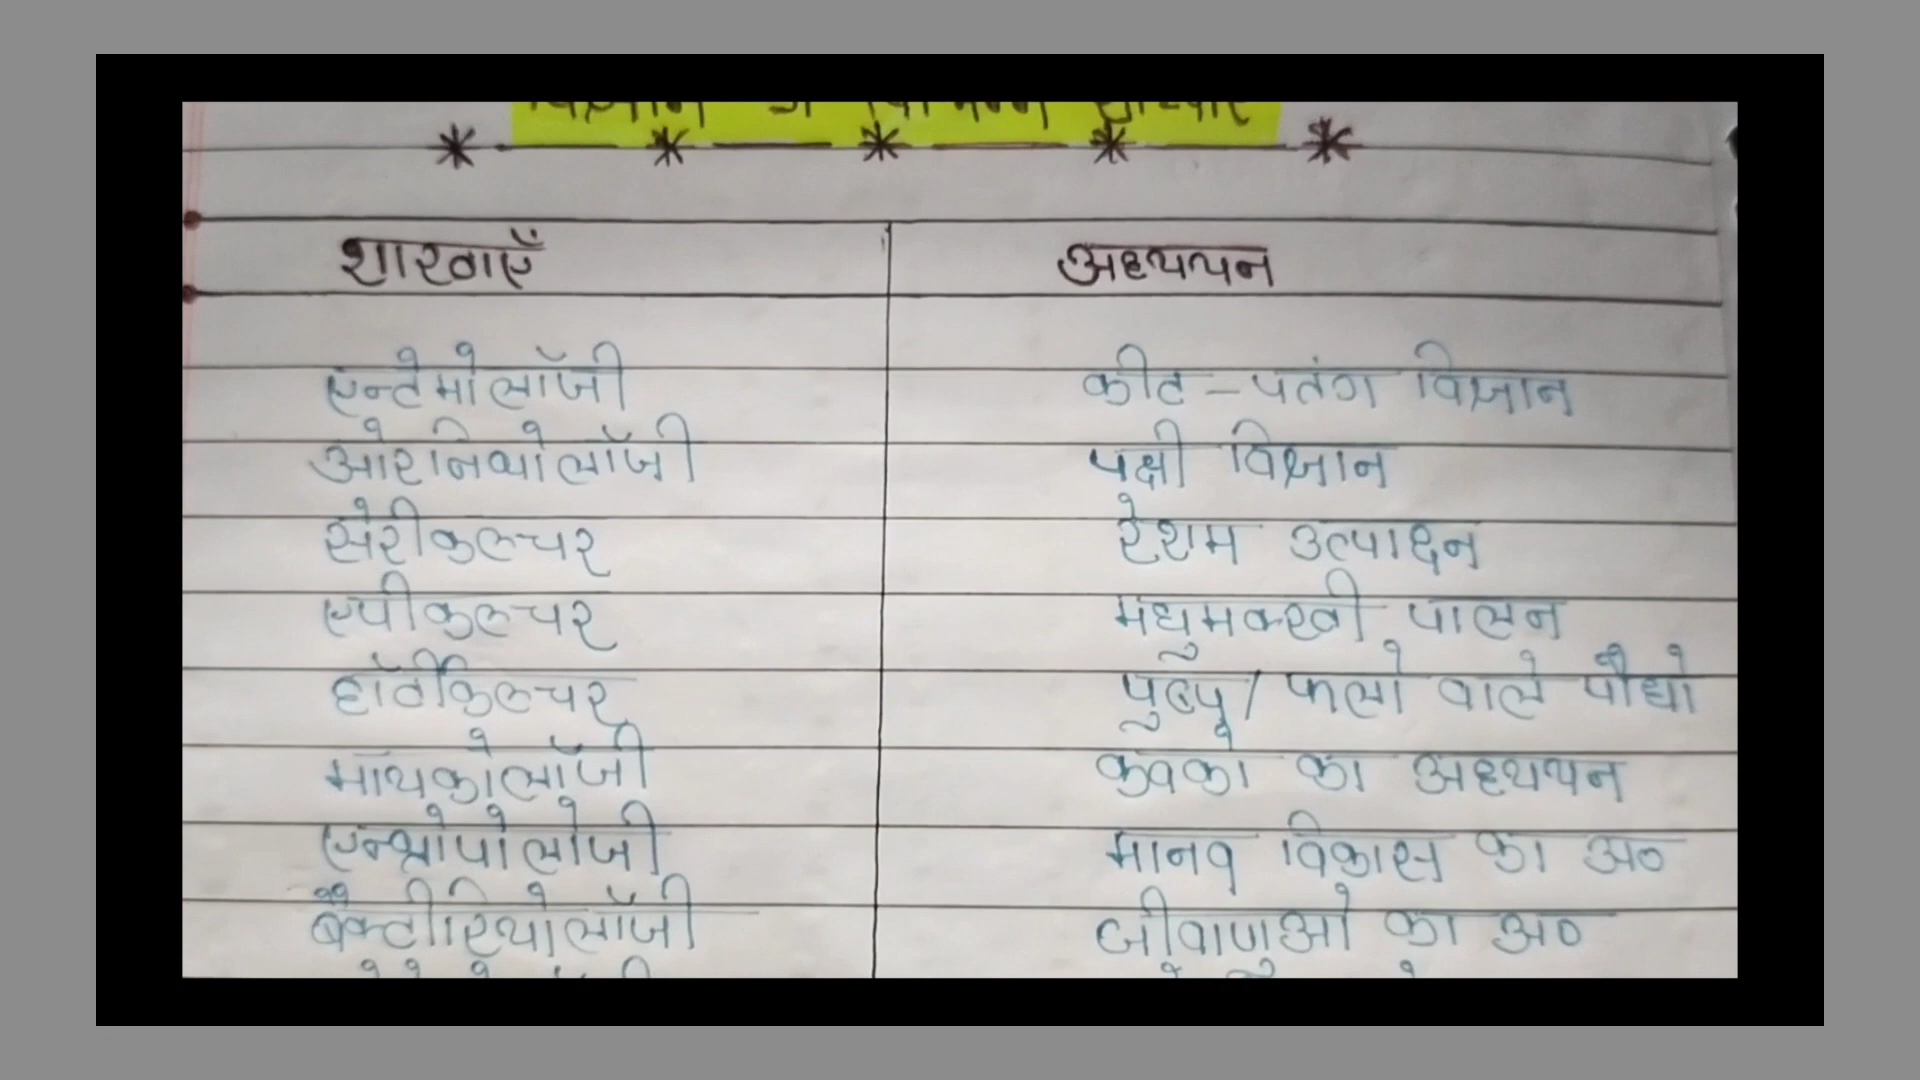 विज्ञान की विभिन्न शाखाएँ
शाखाएँ अध्ययन
एन्टेमोलॉजी कीट-पतंग विज्ञान
ओरनिथोलॉजी पक्षी विज्ञान
सेरीकल्चर रेशम उत्पादन
एपीकल्चर मधुमक्खी पालन
हॉर्टीकल्चर पुष्प/फलो वाले पौधो
मायकोलॉजी कवको का अध्ययन
एन्थ्रोपोलोजी मानव विकास का अ०
बैक्टीरियोलॉजी जीवाणुओ का अ०